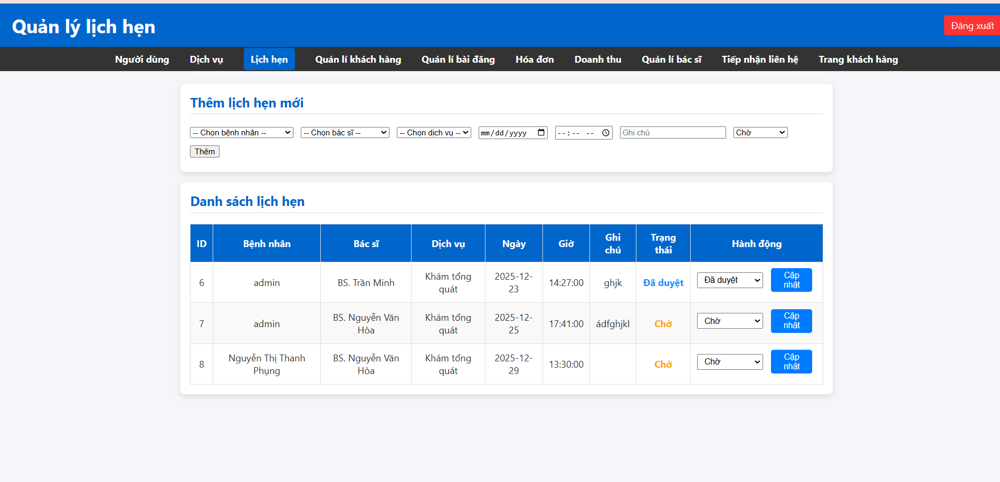 Quản lý lịch hẹn
Đăng xuất
Người dùng Dịch vụ Lịch hẹn Quản lí khách hàng Quản lí bài đăng Hóa đơn Doanh thu Quản lí bác sĩ Tiếp nhận liên hệ Trang khách hàng
Thêm lịch hẹn mới
-- Chọn bệnh nhân -- -- Chọn bác sĩ -- -- Chọn dịch vụ -- mm/dd/yyyy --:-- -- Ghi chú Chờ
Thêm
Danh sách lịch hẹn
ID Bệnh nhân Bác sĩ Dịch vụ Ngày Giờ Ghi chú Trạng thái Hành động
6 admin BS. Trần Minh Khám tổng quát 2025-12-23 14:27:00 ghjk Đã duyệt Đã duyệt Cập nhật
7 admin BS. Nguyễn Văn Hòa Khám tổng quát 2025-12-25 17:41:00 ádfghjkl Chờ Chờ Cập nhật
8 Nguyễn Thị Thanh Phụng BS. Nguyễn Văn Hòa Khám tổng quát 2025-12-29 13:30:00 Chờ Chờ Cập nhật